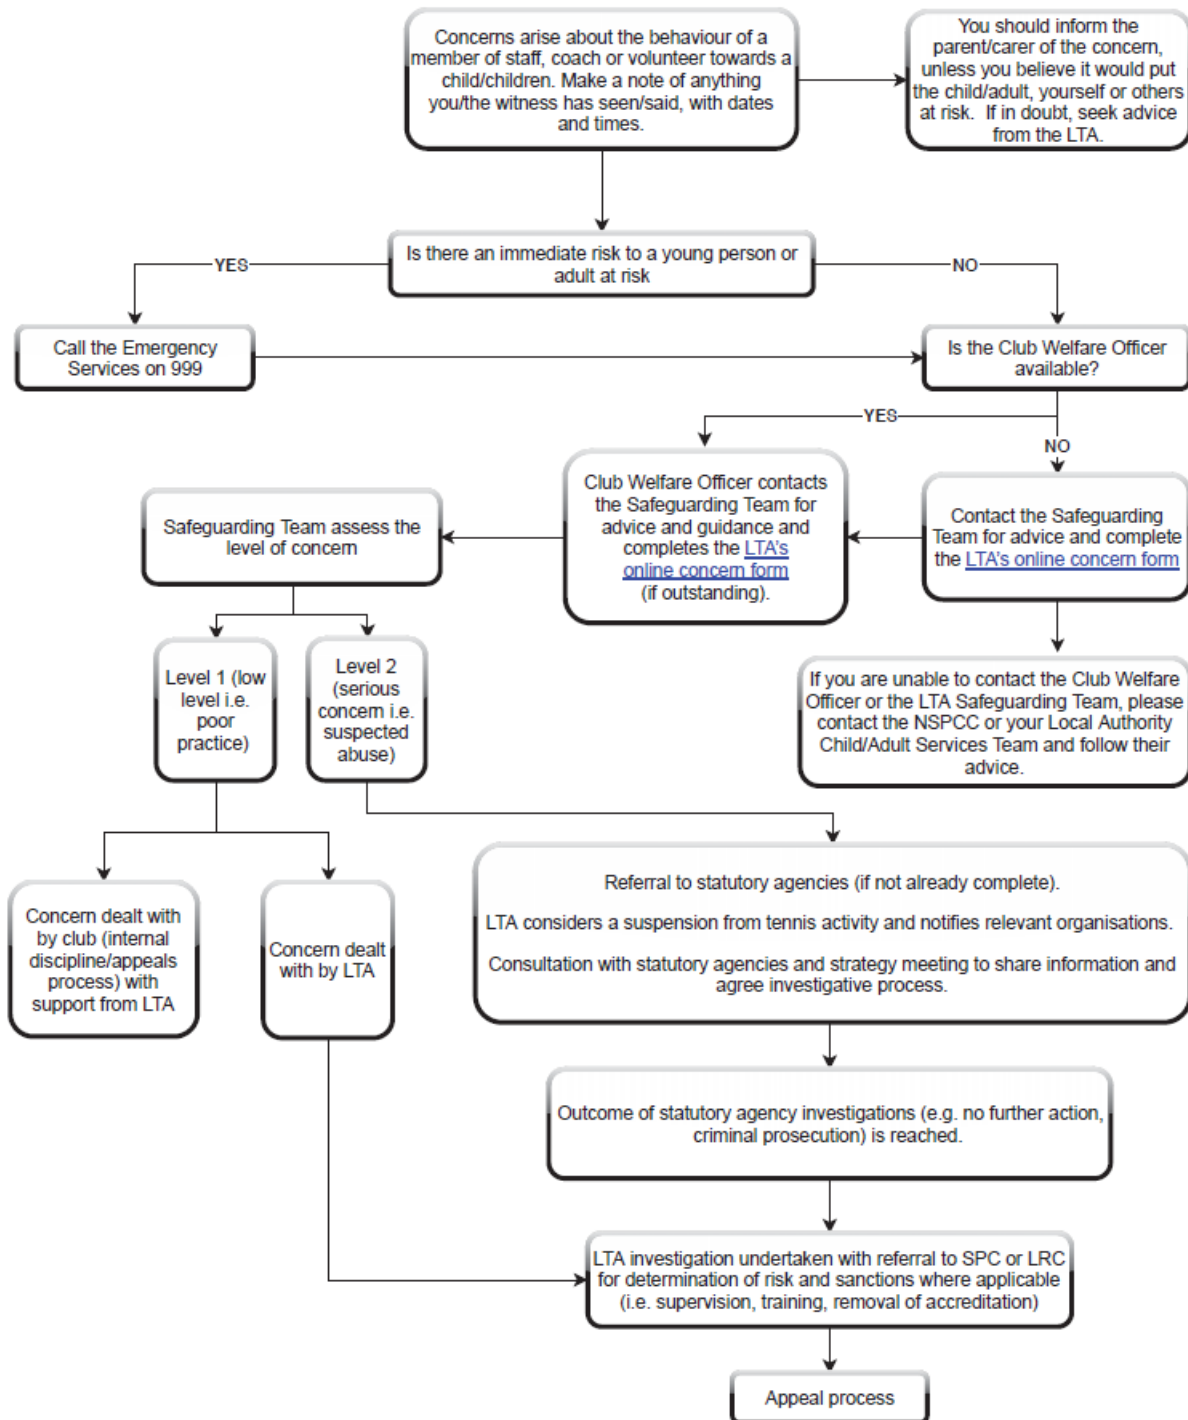 Concerns arise about the behaviour of a
member of staff, coach or volunteer towards a
child/children. Make a note of anything
you/the witness has seen/said, with dates
and times.
You should inform the
parent/carer of the concern,
unless you believe it would put
the child/adult, yourself or others
at risk.  If in doubt, seek advice
from the LTA.
Is there an immediate risk to a young person or
adult at risk
YES
NO
Call the Emergency
Services on 999
Is the Club Welfare Officer
available?
YES
NO
Club Welfare Officer contacts
the Safeguarding Team for
advice and guidance and
completes the LTA's
online concern form
(if outstanding).
Contact the Safeguarding
Team for advice and complete
the LTA's online concern form
Safeguarding Team assess the
level of concern
Level 1 (low
level i.e.
poor
practice)
Level 2
(serious
concern i.e.
suspected
abuse)
If you are unable to contact the Club Welfare
Officer or the LTA Safeguarding Team, please
contact the NSPCC or your Local Authority
Child/Adult Services Team and follow their
advice.
Concern dealt with
by club (internal
discipline/appeals
process) with
support from LTA
Concern dealt
with by LTA
Referral to statutory agencies (if not already complete).
LTA considers a suspension from tennis activity and notifies relevant organisations.
Consultation with statutory agencies and strategy meeting to share information and
agree investigative process.
Outcome of statutory agency investigations (e.g. no further action,
criminal prosecution) is reached.
LTA investigation undertaken with referral to SPC or LRC
for determination of risk and sanctions where applicable
(i.e. supervision, training, removal of accreditation)
Appeal process